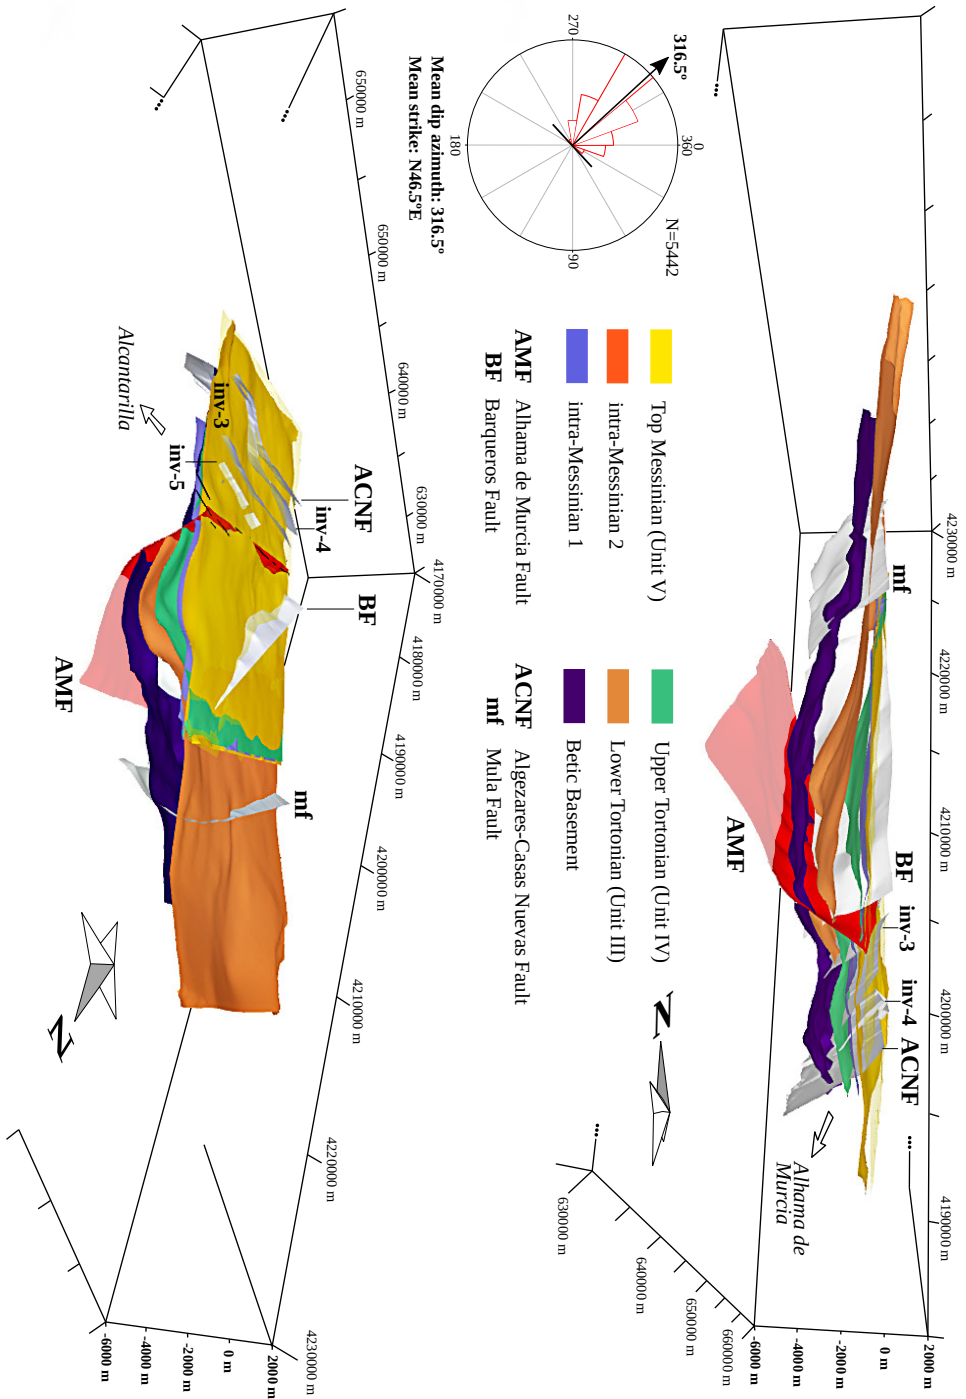 2000 m
0 m
-2000 m
-4000 m
-6000 m
4230000 m
4220000 m
4210000 m
4200000 m
4190000 m
630000 m
640000 m
650000 m
660000 m
mf
BF
inv-3
inv-4
ACNF
AMF
Alhama de
Murcia
N
N=5442
0
360
90
180
270
316.5º
Mean dip azimuth: 316.5º
Mean strike: N46.5ºE
Top Messinian (Unit V)
intra-Messinian 2
intra-Messinian 1
AMF Alhama de Murcia Fault
BF Barqueros Fault
Upper Tortonian (Unit IV)
Lower Tortonian (Unit III)
Betic Basement
ACNF Algezares-Casas Nuevas Fault
mf Mula Fault
650000 m
650000 m
640000 m
630000 m
4170000 m
4180000 m
4190000 m
4200000 m
4210000 m
4220000 m
4230000 m
ACNF
inv-4
BF
mf
inv-3
inv-5
Alcantarilla
AMF
N
2000 m
0 m
-2000 m
-4000 m
-6000 m